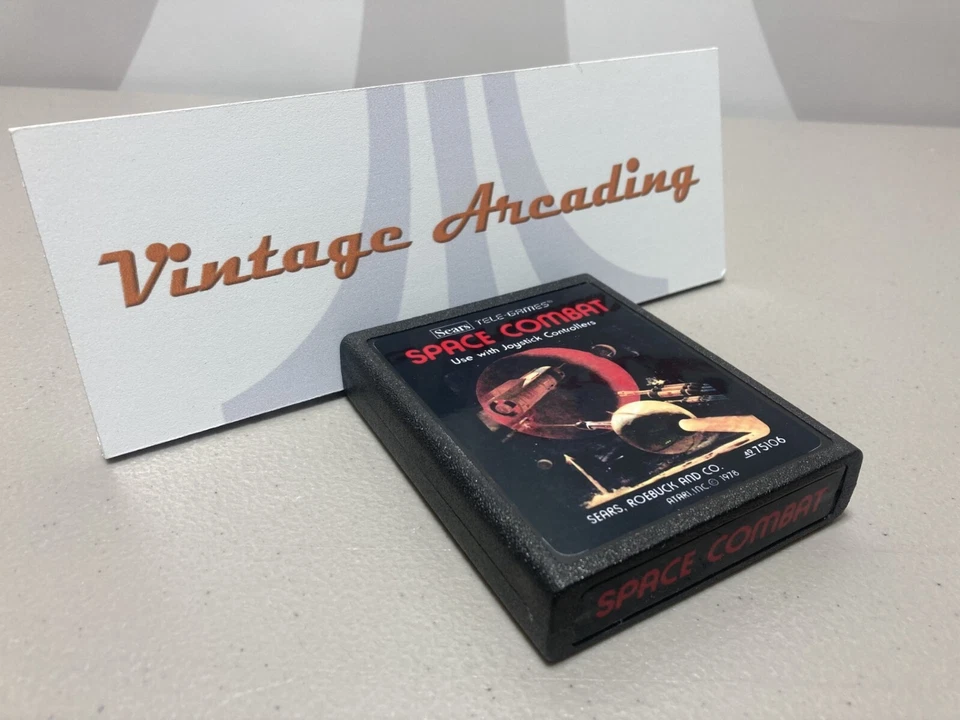 Vintage Arcading
Sears TELE-GAMES™
SPACE COMBAT
Use with Joystick Controllers
49-75106
SEARS, ROEBUCK AND CO.
ATARI, INC. © 1978
SPACE COMBAT